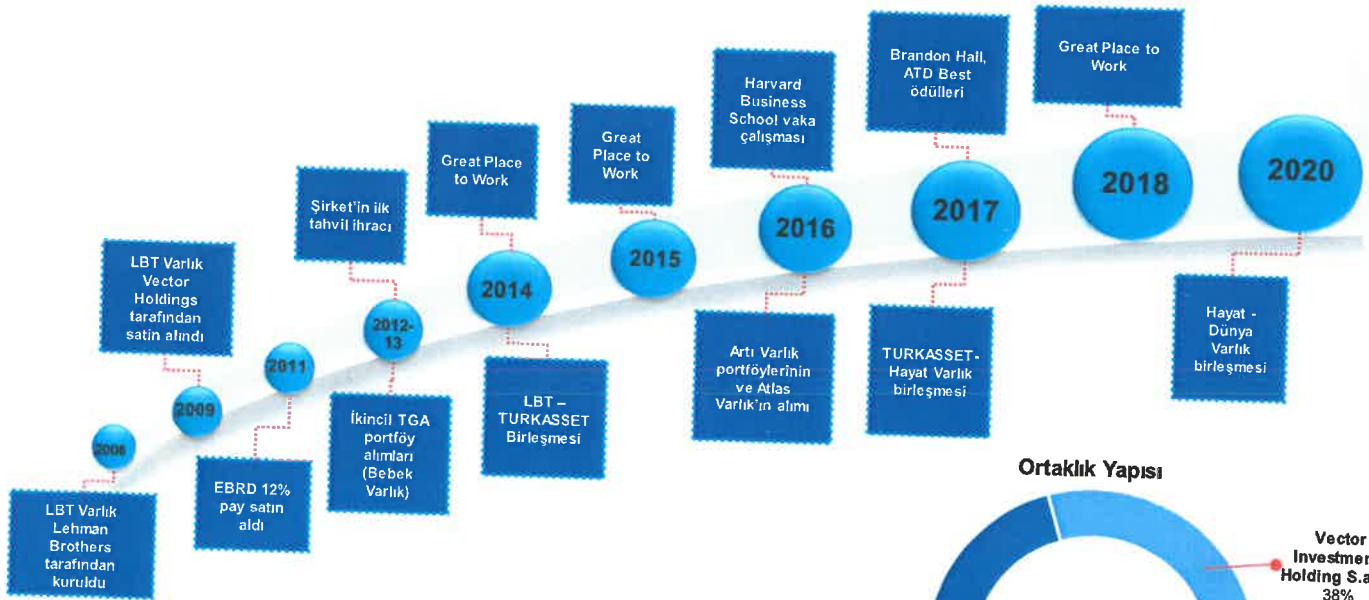 LBT Varlık
Lehman
Brothers
tarafından
kuruldu
2009
LBT Varlık
Vector
Holdings
tarafından
satin alındı
2011
EBRD 12%
pay satın
aldı
2012-
13
Şirket'in ilk
tahvil ihracı
İkincil TGA
portföy
alımları
(Bebek
Varlık)
2014
Great Place
to Work
LBT –
TURKASSET
Birleşmesi
2015
Great
Place to
Work
2016
Harvard
Business
School vaka
çalışması
Artı Varlık
portföylerinin
ve Atlas
Varlık'ın alımı
2017
Brandon Hall,
ATD Best
ödülleri
TURKASSET-
Hayat Varlık
birleşmesi
2018
Great Place to
Work
2020
Hayat -
Dünya
Varlık
birleşmesi
Ortaklık Yapısı
Vector
Holding
38%